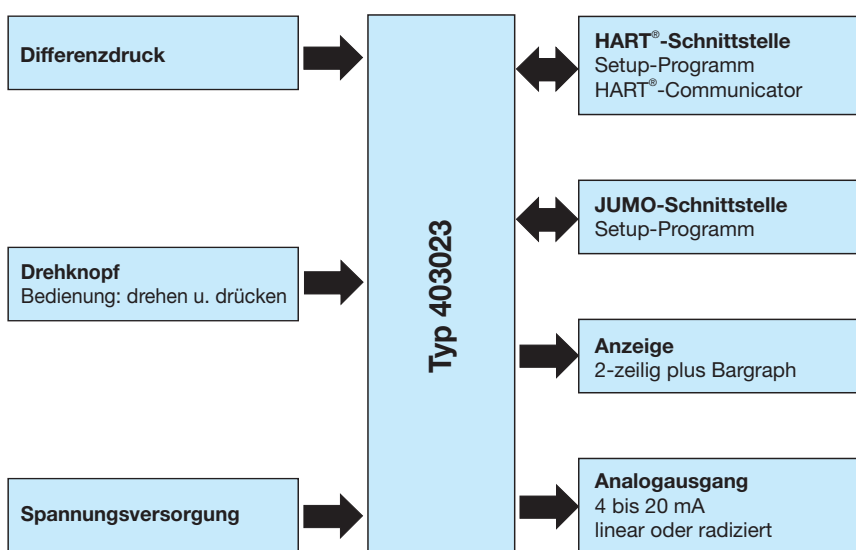 Differenzdruck
Drehknopf
Bedienung: drehen u. drücken
Spannungsversorgung
Typ 403023
HART®-Schnittstelle
Setup-Programm
HART®-Communicator
JUMO-Schnittstelle
Setup-Programm
Anzeige
2-zeilig plus Bargraph
Analogausgang
4 bis 20 mA
linear oder radiziert